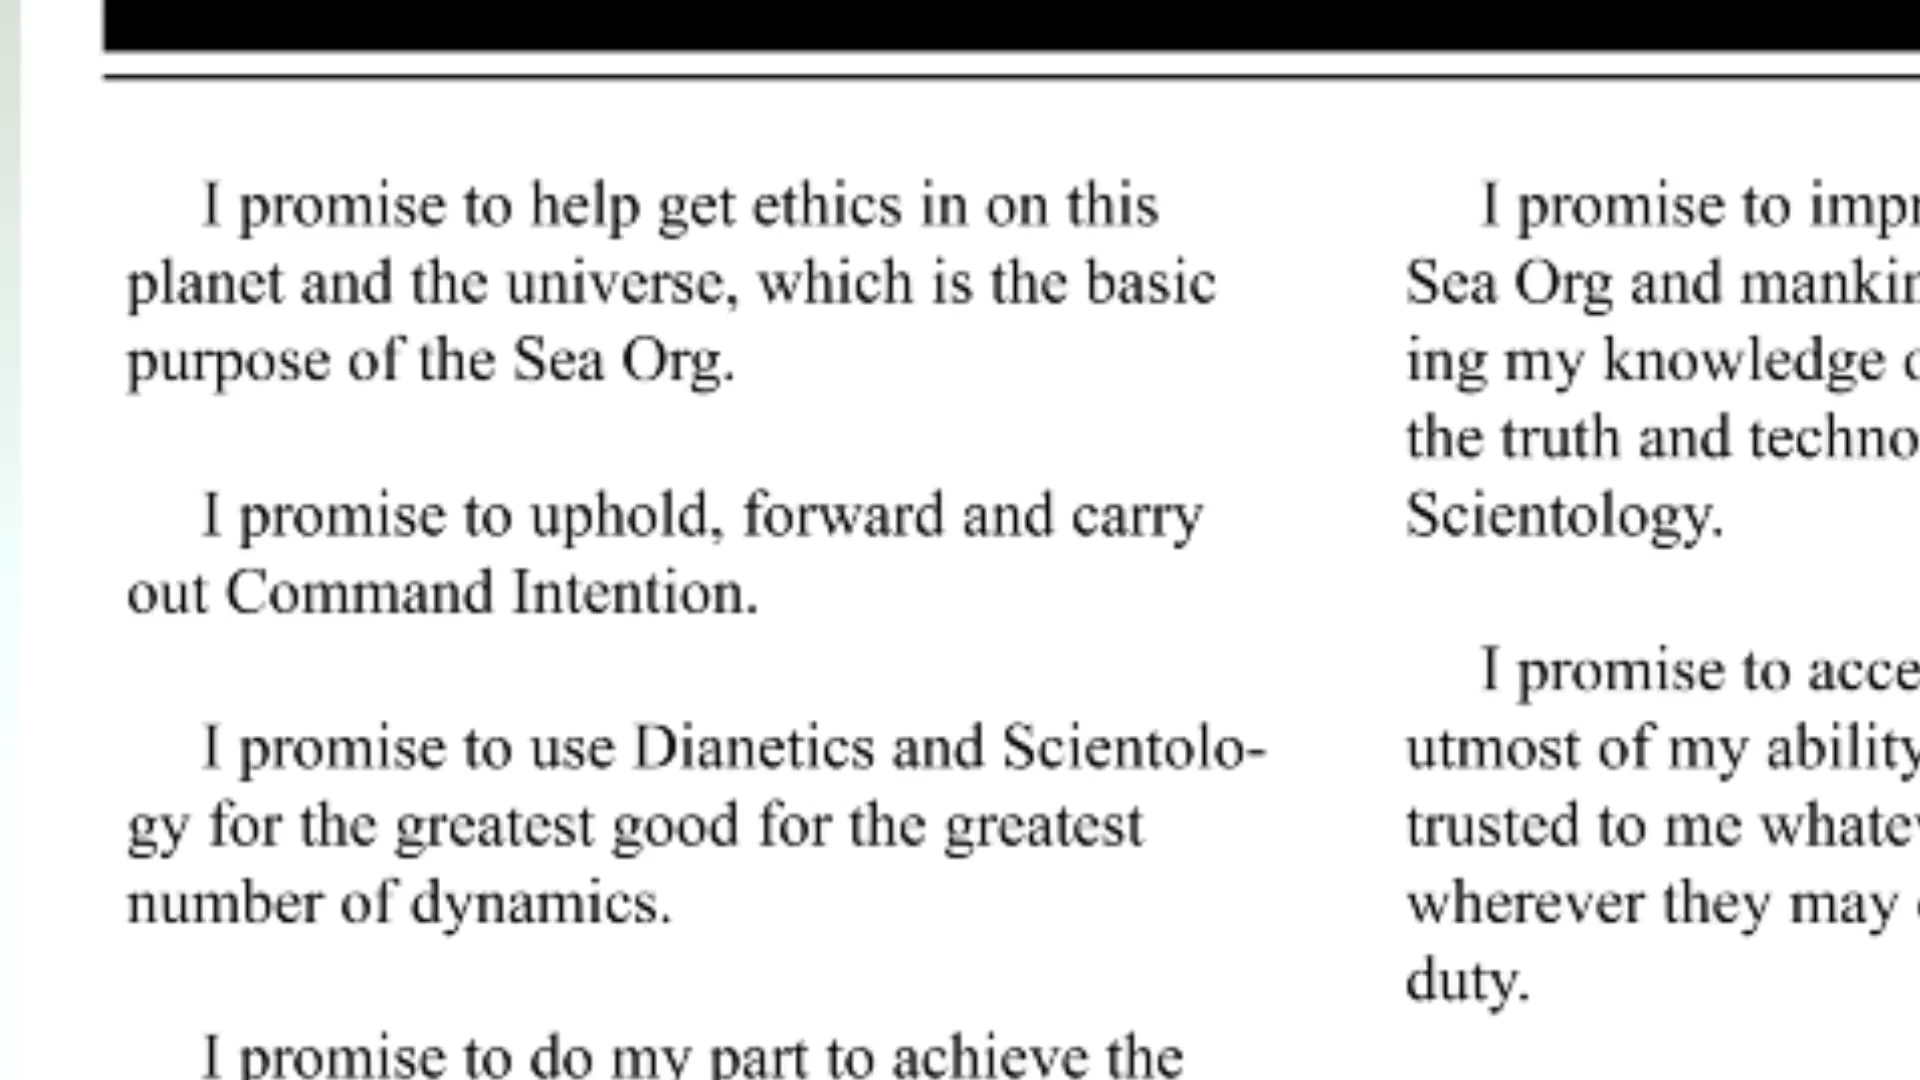 I promise to help get ethics in on this
planet and the universe, which is the basic
purpose of the Sea Org.
I promise to uphold, forward and carry
out Command Intention.
I promise to use Dianetics and Scientolo-
gy for the greatest good for the greatest
number of dynamics.
I promise to do my part to achieve the
I promise to
Sea Org and
ing my knowledge
the truth and
Scientology.
I promise to
utmost of my ability
trusted to me
wherever they may
duty.